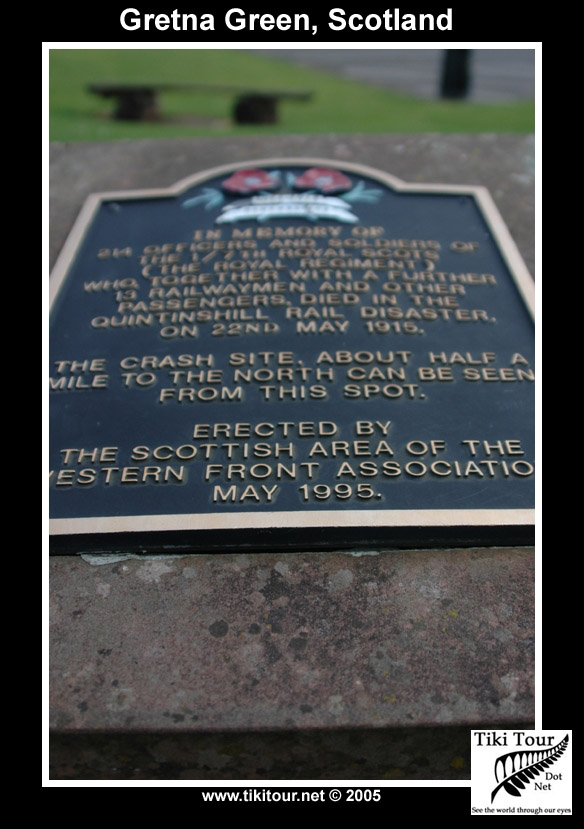 Gretna Green, Scotland
IN MEMORY OF
214 OFFICERS AND SOLDIERS OF
THE 1/7TH ROYAL SCOTS
(THE ROYAL REGIMENT)
WHO, TOGETHER WITH A FURTHER
13 RAILWAYMEN AND OTHER
PASSENGERS, DIED IN THE
QUINTINSHILL RAIL DISASTER,
ON 22ND MAY 1915.
THE CRASH SITE, ABOUT HALF A
MILE TO THE NORTH CAN BE SEEN
FROM THIS SPOT.
ERECTED BY
THE SCOTTISH AREA OF THE
ESTERN FRONT ASSOCIATIO
MAY 1995.
Tiki Tour
Dot
Net
See the world through our eyes
www.tikitour.net © 2005